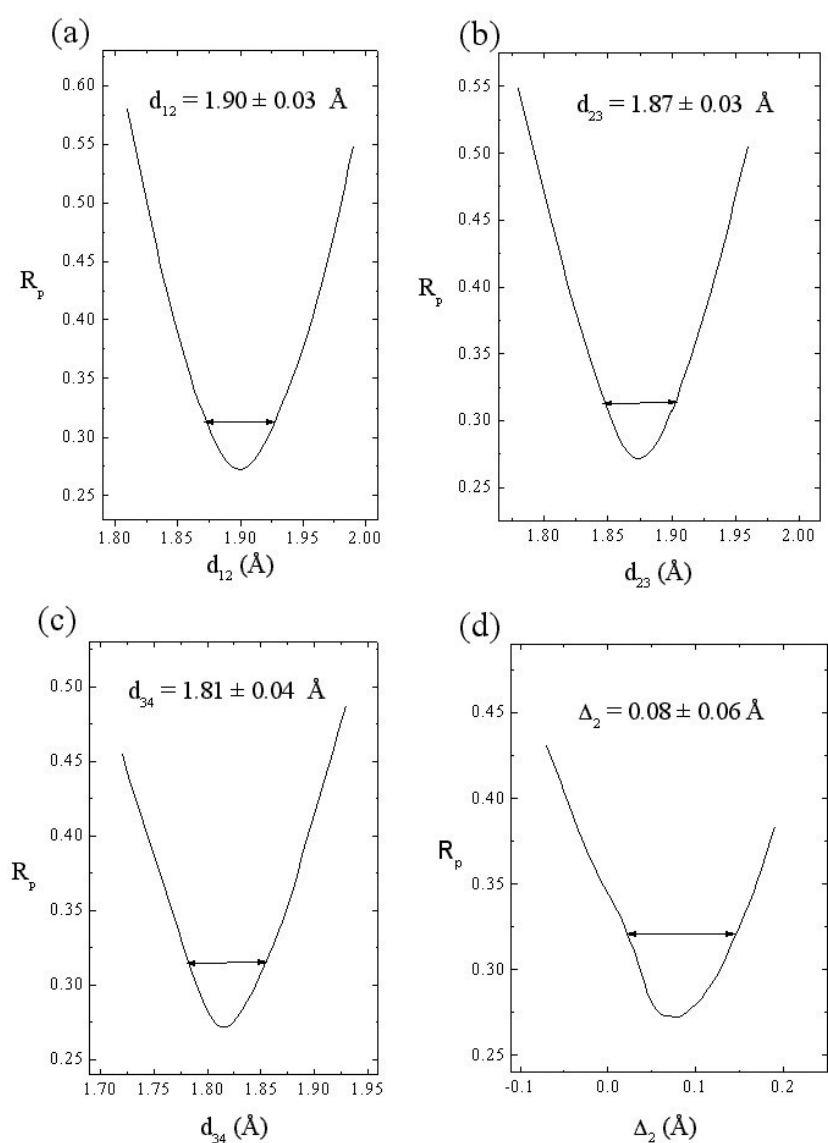 (a)
d₁₂ = 1.90 ± 0.03 Å
0.60
0.55
0.50
0.45
0.40
0.35
0.30
0.25
Rₚ
1.80 1.85 1.90 1.95 2.00
d₁₂ (Å)
(b)
d₂₃ = 1.87 ± 0.03 Å
0.55
0.50
0.45
0.40
0.35
0.30
0.25
Rₚ
1.80 1.85 1.90 1.95 2.00
d₂₃ (Å)
(c)
d₃₄ = 1.81 ± 0.04 Å
0.50
0.45
0.40
0.35
0.30
0.25
Rₚ
1.70 1.75 1.80 1.85 1.90 1.95
d₃₄ (Å)
(d)
Δ₂ = 0.08 ± 0.06 Å
0.45
0.40
0.35
0.30
0.25
Rₚ
-0.1 0.0 0.1 0.2
Δ₂ (Å)